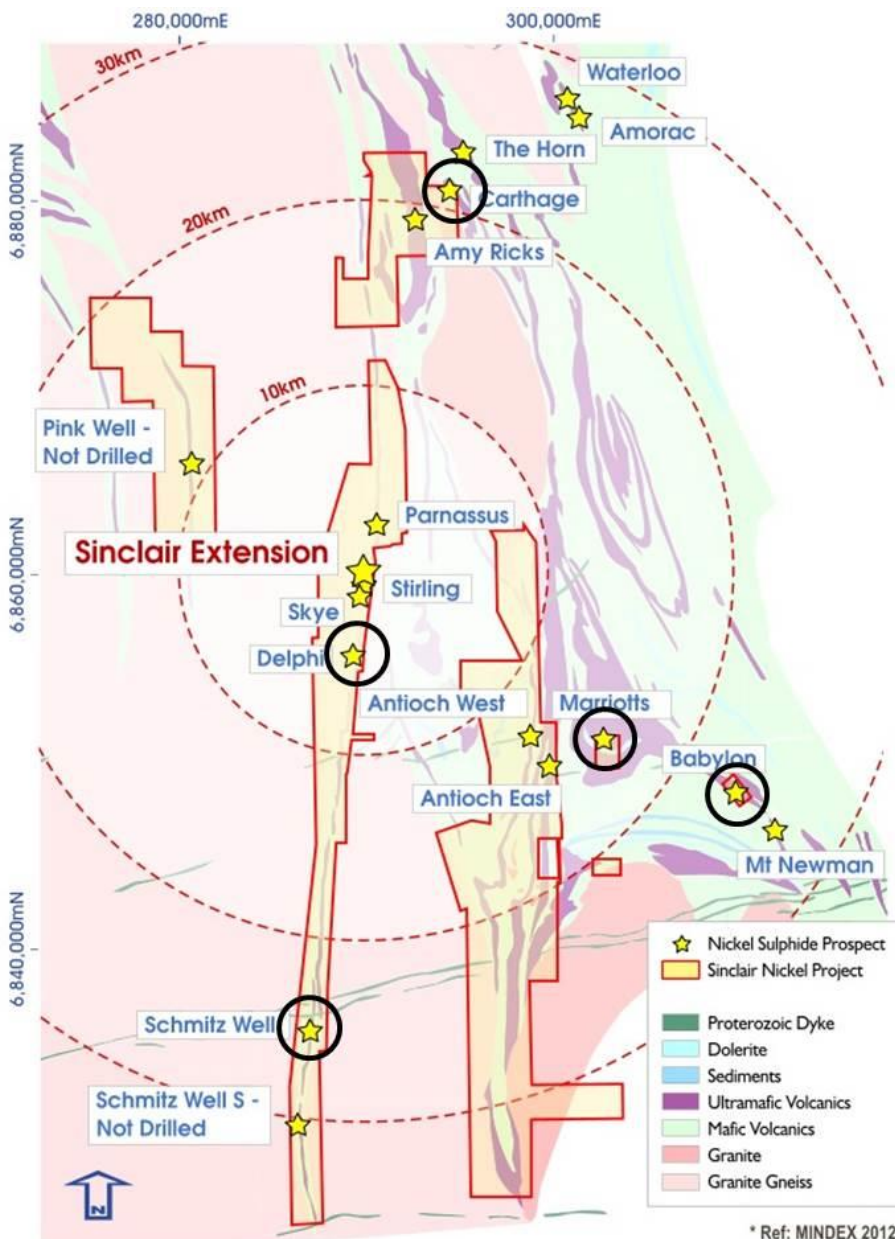 280,000mE
300,000mE
30km
Waterloo
Amorac
The Horn
Carthage
6,880,000mN
20km
Amy Ricks
10km
Pink Well -
Not Drilled
Parnassus
Sinclair Extension
6,860,000mN
Stirling
Skye
Delphi
Antioch West
Marriotts
Babylon
Antioch East
Mt Newman
6,840,000mN
Nickel Sulphide Prospect
Sinclair Nickel Project
Schmitz Well
Proterozoic Dyke
Dolerite
Sediments
Schmitz Well S -
Not Drilled
Ultramafic Volcanics
Mafic Volcanics
Granite
Granite Gneiss
N
* Ref: MINDEX 2012